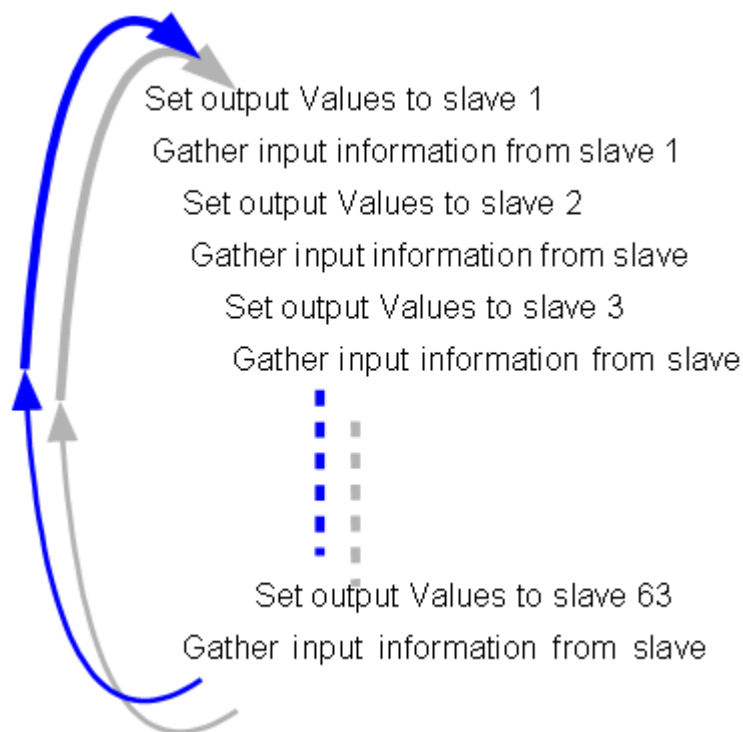 Set output Values to slave 1
Gather input information from slave 1
Set output Values to slave 2
Gather input information from slave
Set output Values to slave 3
Gather input information from slave
Set output Values to slave 63
Gather input information from slave